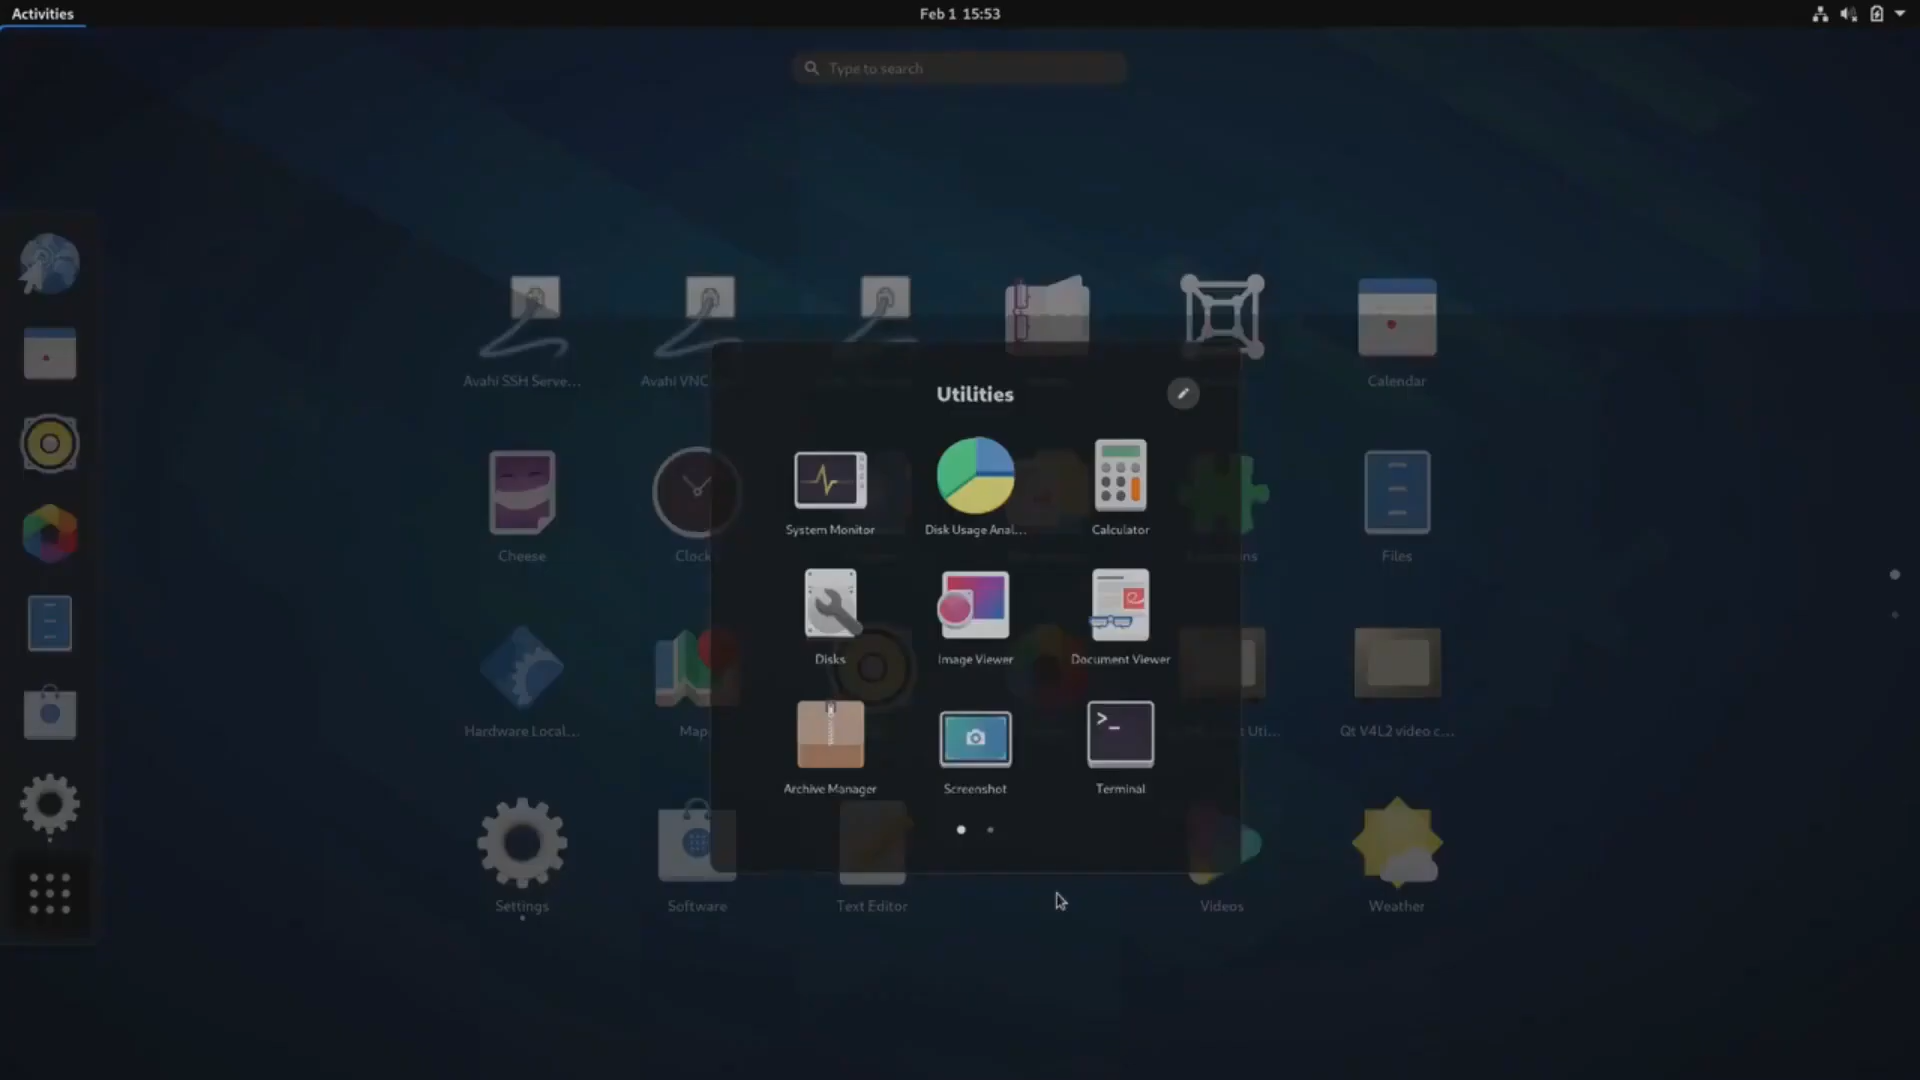 Activities
Feb 1 15:53
Type to search
Avahi SSH Serve...
Avahi VNC
Calendar
Utilities
System Monitor
Disk Usage Anal...
Calculator
Cheese
Clock
Files
Disks
Image Viewer
Document Viewer
Hardware Local...
Map
Uti...
Qt V4L2 video c...
Archive Manager
Screenshot
Terminal
Settings
Software
Text Editor
Videos
Weather